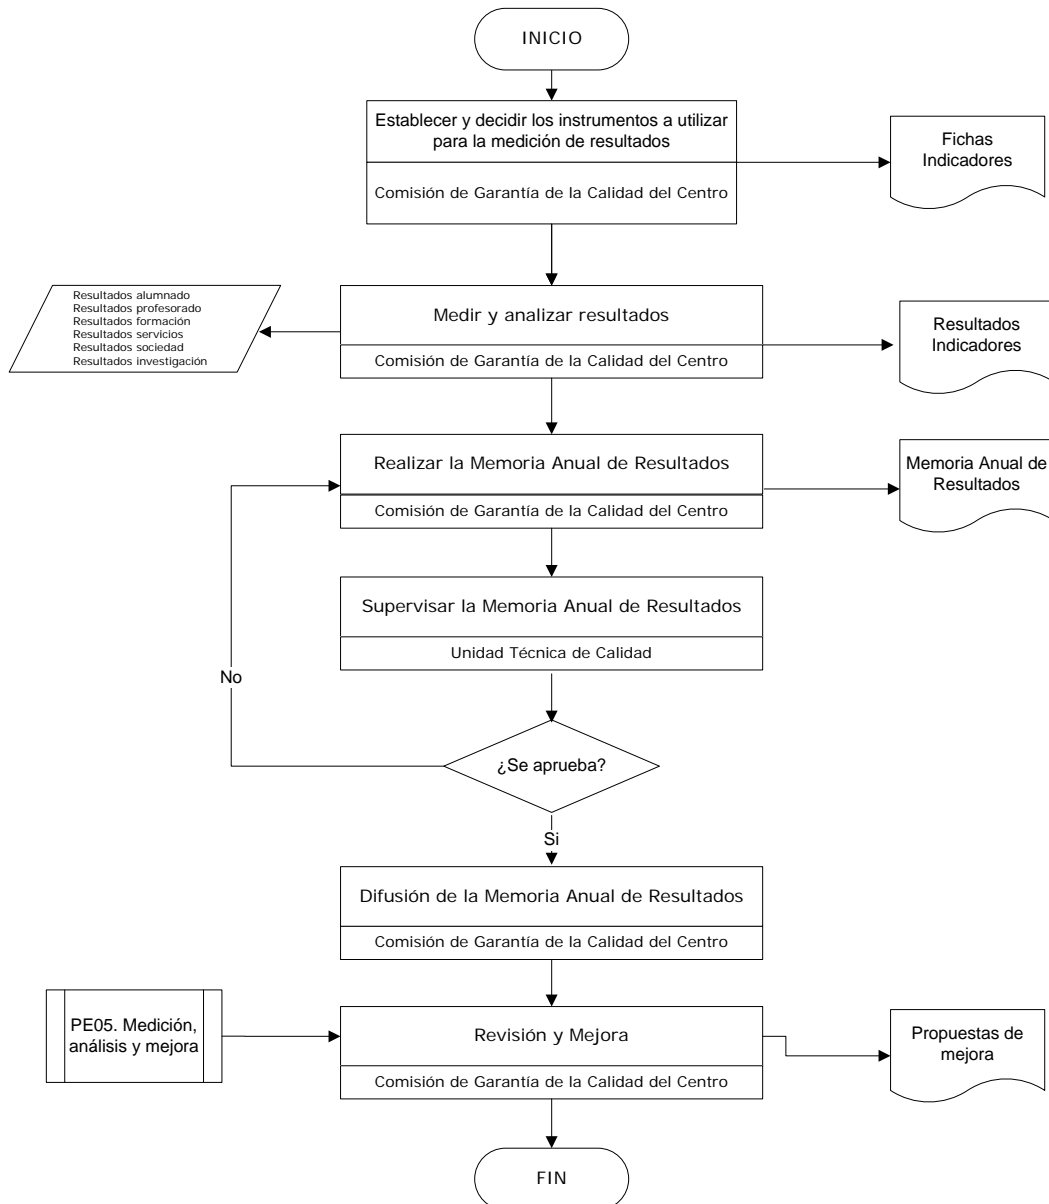 INICIO
Establecer y decidir los instrumentos a utilizar
para la medición de resultados
Comisión de Garantía de la Calidad del Centro
Fichas
Indicadores
Resultados alumnado
Resultados profesorado
Resultados formación
Resultados servicios
Resultados sociedad
Resultados investigación
Medir y analizar resultados
Comisión de Garantía de la Calidad del Centro
Resultados
Indicadores
Realizar la Memoria Anual de Resultados
Comisión de Garantía de la Calidad del Centro
Memoria Anual de
Resultados
Supervisar la Memoria Anual de Resultados
Unidad Técnica de Calidad
No
¿Se aprueba?
Si
Difusión de la Memoria Anual de Resultados
Comisión de Garantía de la Calidad del Centro
PE05. Medición,
análisis y mejora
Revisión y Mejora
Comisión de Garantía de la Calidad del Centro
Propuestas de
mejora
FIN